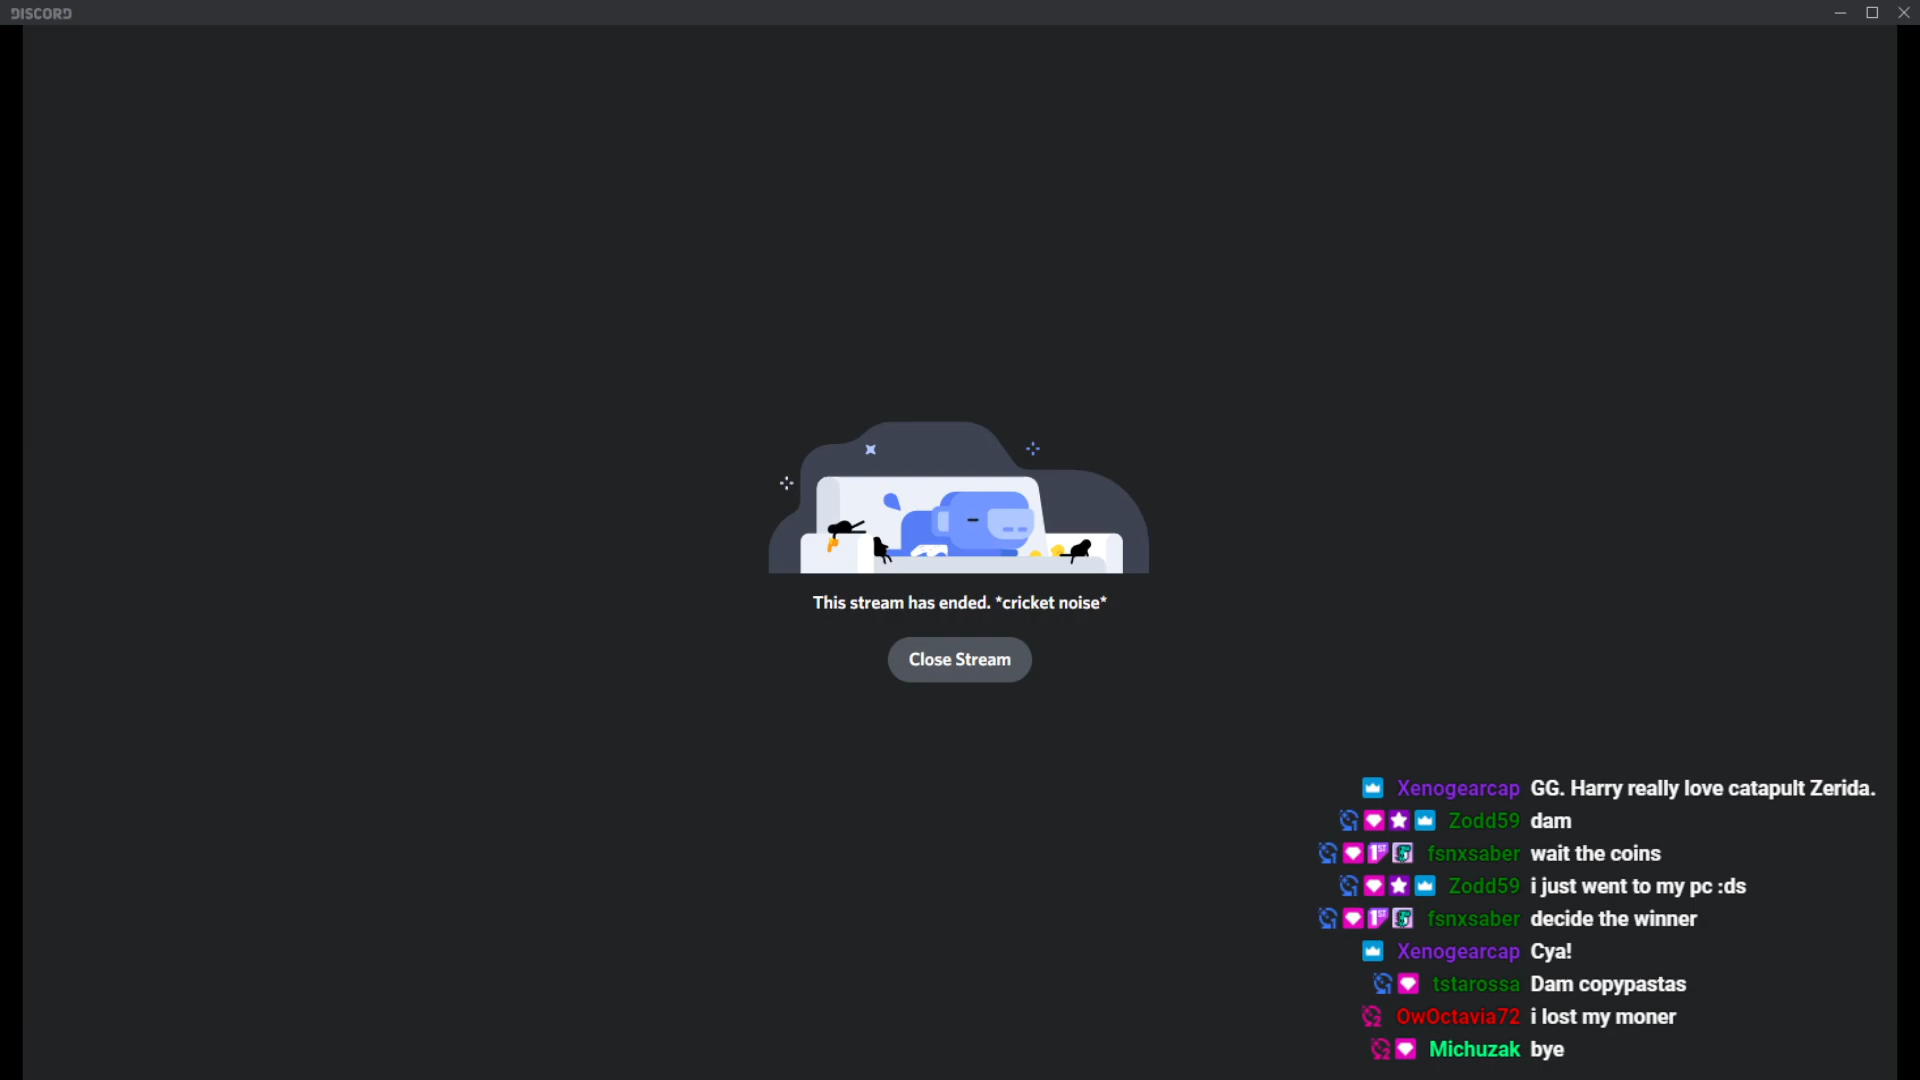 DISCORD
This stream has ended. *cricket noise*
Close Stream
Xenogearcap GG. Harry really love catapult Zerida.
Zodd59 dam
1ST fsnxsaber wait the coins
Zodd59 i just went to my pc :ds
1ST fsnxsaber decide the winner
Xenogearcap Cya!
tstarossa Dam copypastas
OwOctavia72 i lost my moner
Michuzak bye